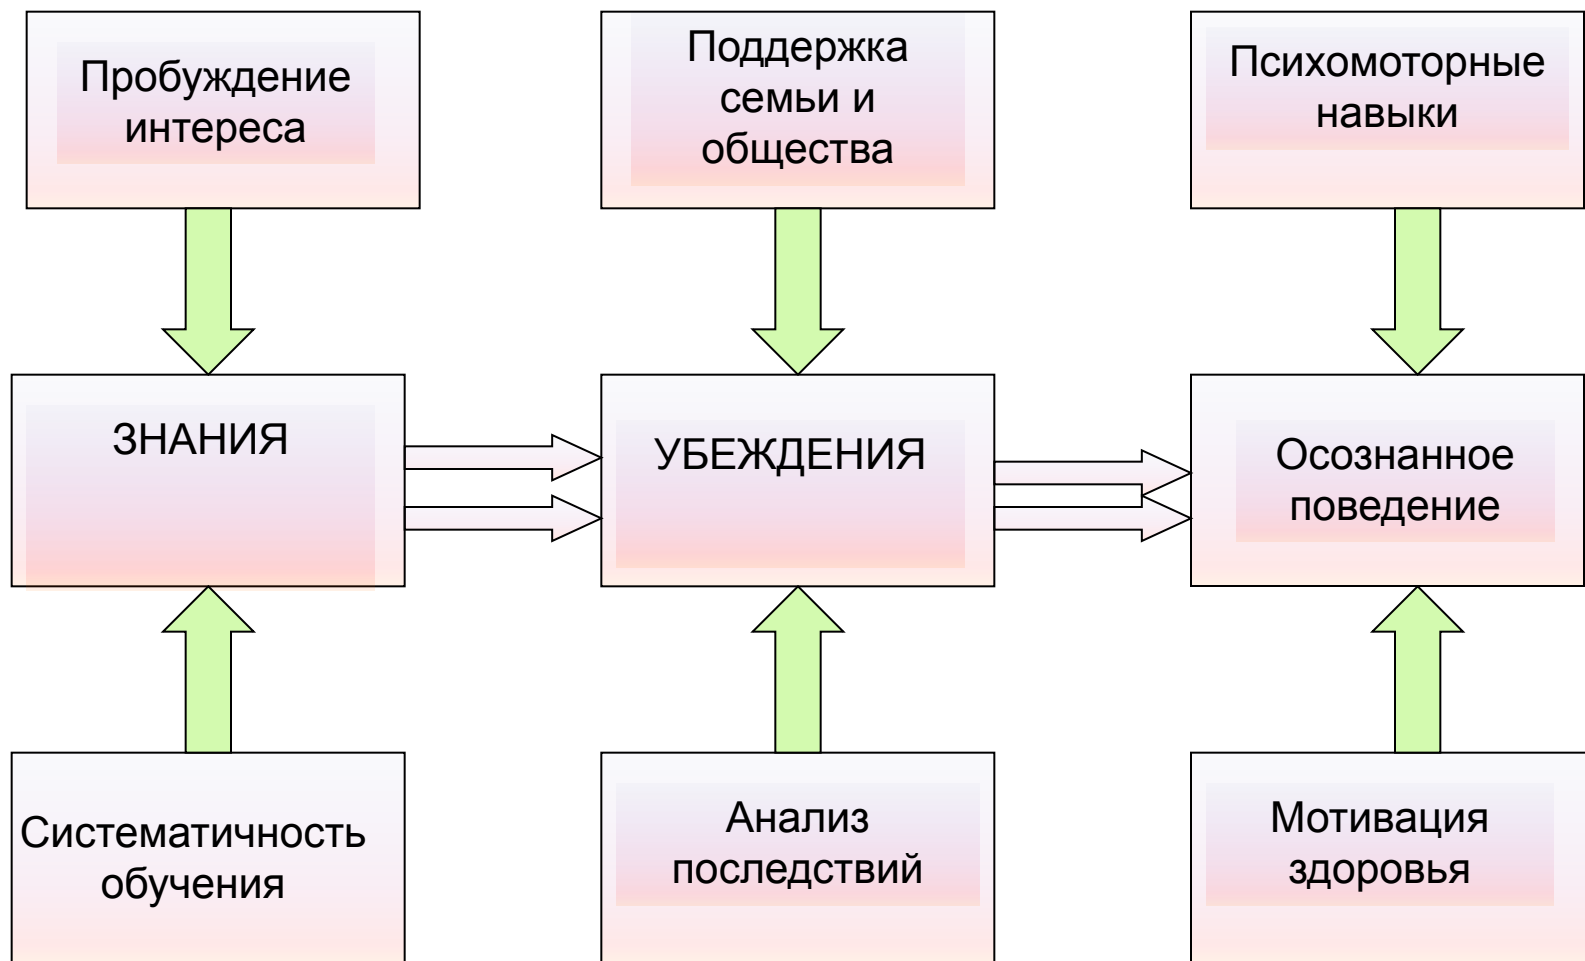 Пробуждение
интереса
Поддержка
семьи и
общества
Психомоторные
навыки
ЗНАНИЯ
УБЕЖДЕНИЯ
Осознанное
поведение
Систематичность
обучения
Анализ
последствий
Мотивация
здоровья